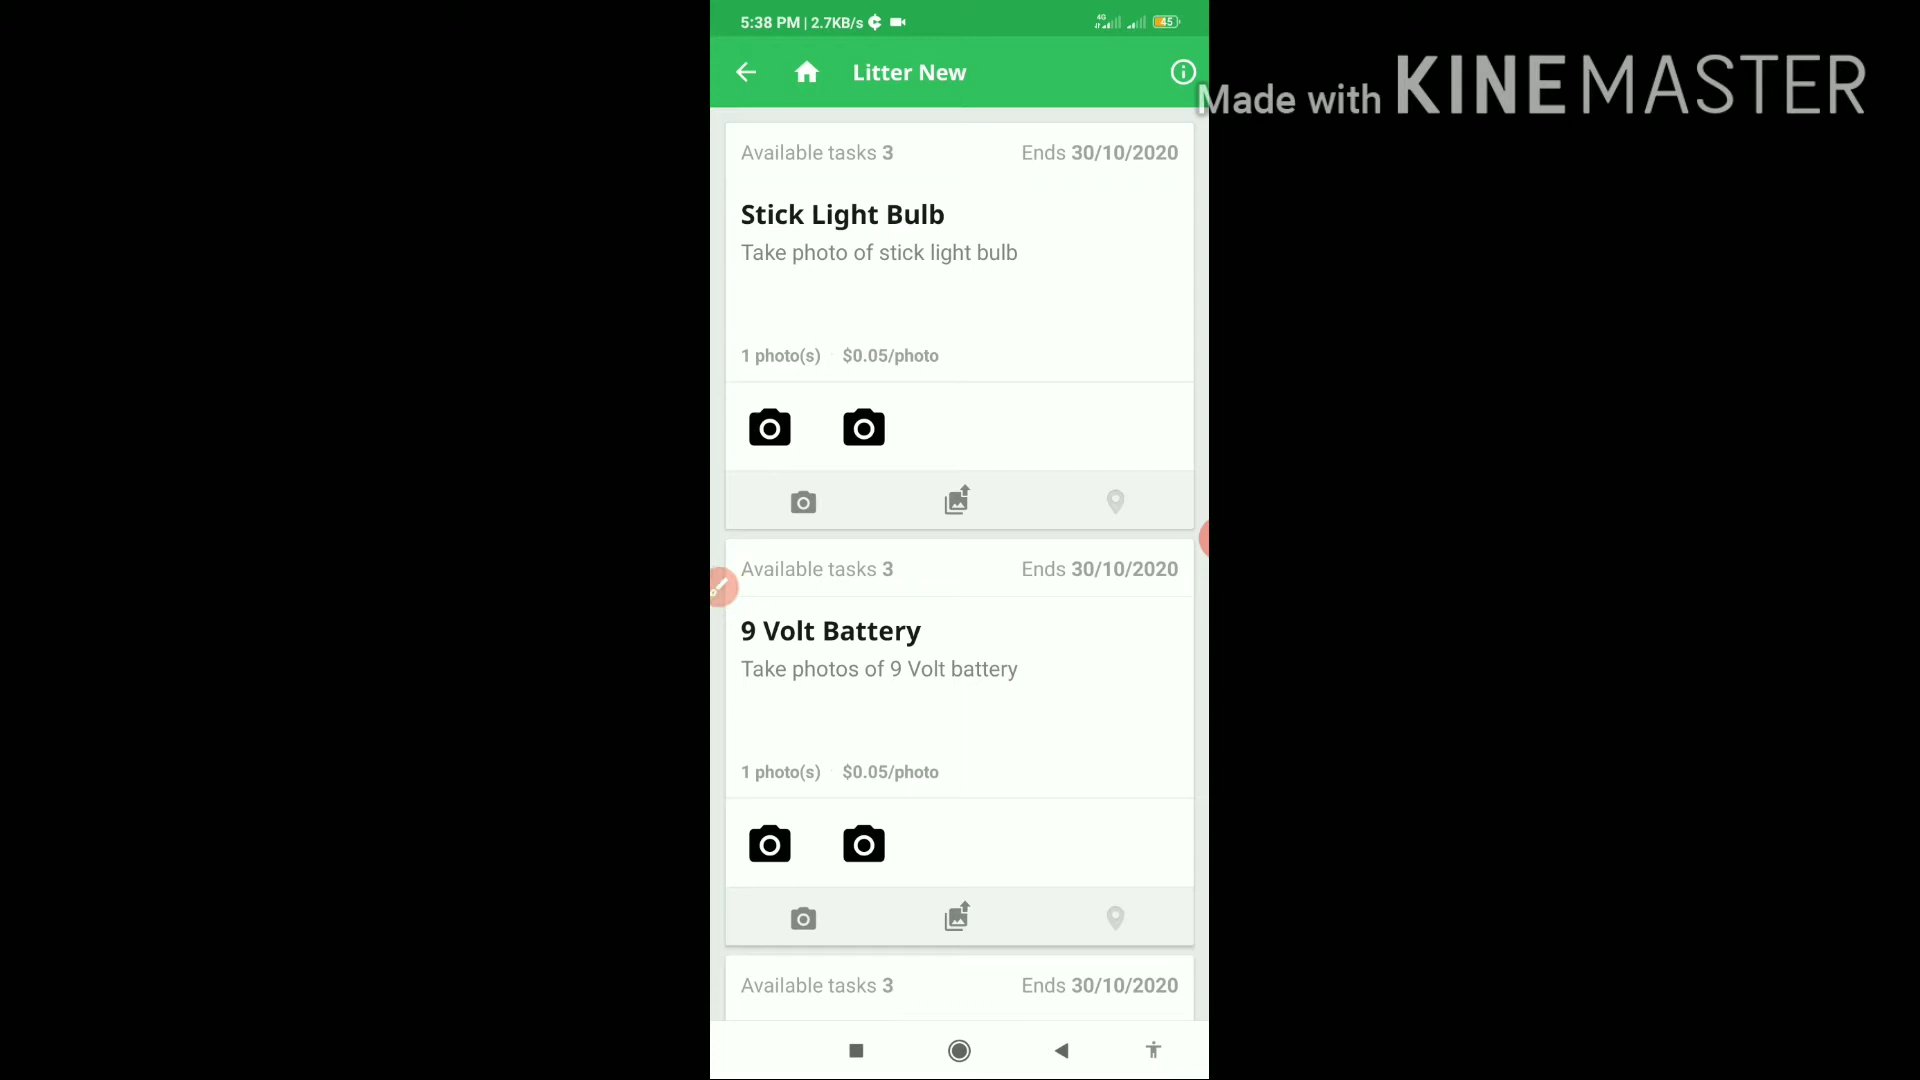 5:38 PM | 2.7KB/s
4G
45
Litter New
Made with KINEMASTER
Available tasks 3
Ends 30/10/2020
Stick Light Bulb
Take photo of stick light bulb
1 photo(s)
$0.05/photo
Available tasks 3
Ends 30/10/2020
9 Volt Battery
Take photos of 9 Volt battery
1 photo(s)
$0.05/photo
Available tasks 3
Ends 30/10/2020